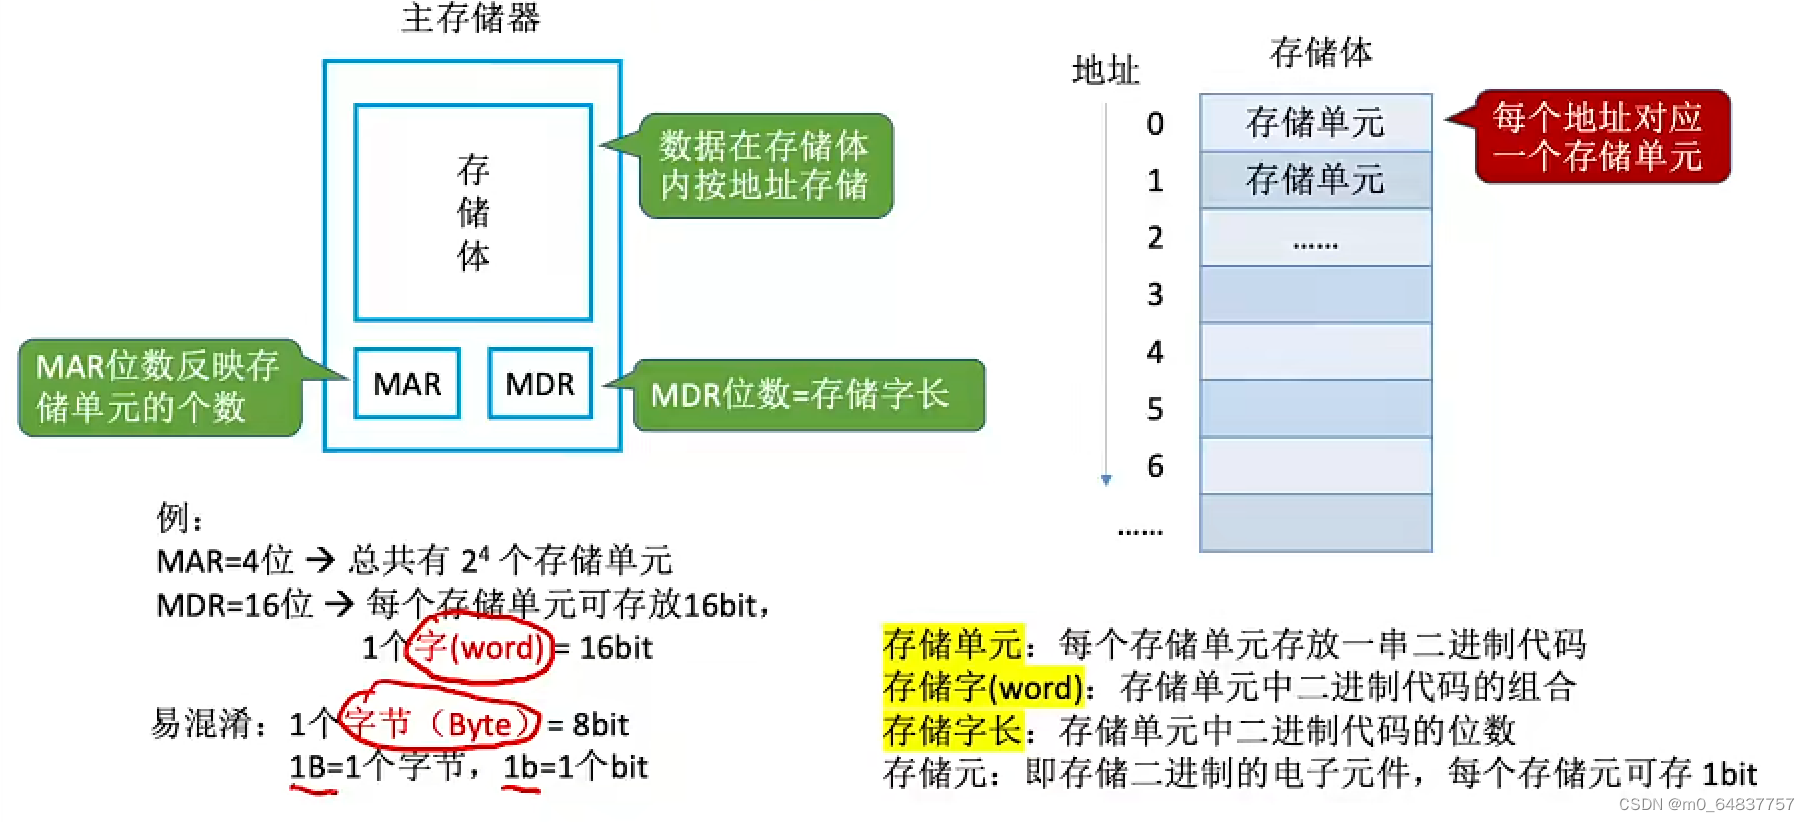 主存储器
存
储
体
数据在存储体
内按地址存储
MAR位数反映存
储单元的个数
MAR
MDR
MDR位数=存储字长
地址
存储体
0
存储单元
1
存储单元
2
……
3
4
5
6
……
每个地址对应
一个存储单元
例：
MAR=4位 → 总共有 2⁴ 个存储单元
MDR=16位 → 每个存储单元可存放16bit，
1个字(word) = 16bit
易混淆：1个字节（Byte）= 8bit
1B=1个字节，1b=1个bit
存储单元：每个存储单元存放一串二进制代码
存储字(word)：存储单元中二进制代码的组合
存储字长：存储单元中二进制代码的位数
存储元：即存储二进制的电子元件，每个存储元可存 1bit
CSDN @m0_64837757